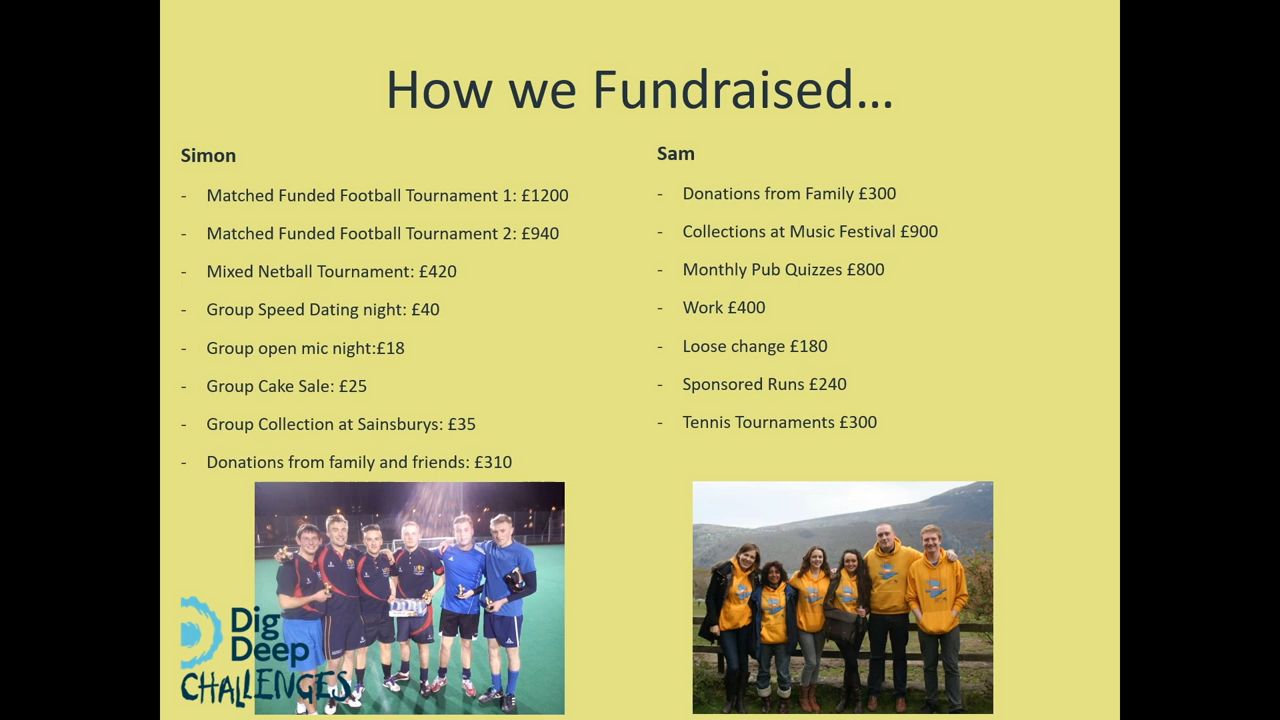 How we Fundraised...
Simon
- Matched Funded Football Tournament 1: £1200
- Matched Funded Football Tournament 2: £940
- Mixed Netball Tournament: £420
- Group Speed Dating night: £40
- Group open mic night:£18
- Group Cake Sale: £25
- Group Collection at Sainsburys: £35
- Donations from family and friends: £310
Sam
- Donations from Family £300
- Collections at Music Festival £900
- Monthly Pub Quizzes £800
- Work £400
- Loose change £180
- Sponsored Runs £240
- Tennis Tournaments £300
Dig
Deep
CHALLENGES